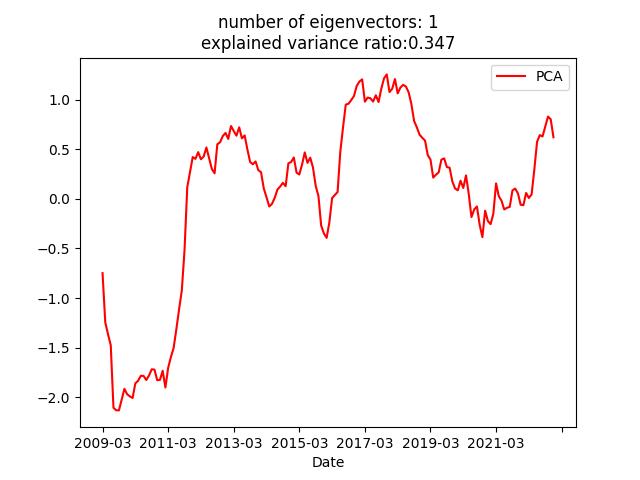 number of eigenvectors: 1
explained variance ratio:0.347
PCA
1.0
0.5
0.0
−0.5
−1.0
−1.5
−2.0
2009-03 2011-03 2013-03 2015-03 2017-03 2019-03 2021-03
Date